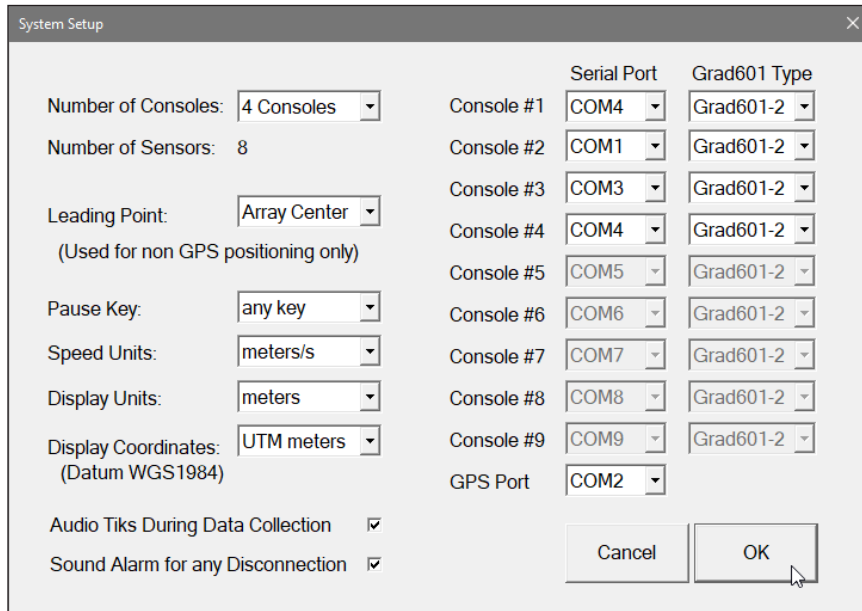 System Setup
Serial Port Grad601 Type
Number of Consoles: 4 Consoles Console #1 COM4 Grad601-2
Number of Sensors: 8 Console #2 COM1 Grad601-2
Console #3 COM3 Grad601-2
Leading Point: Array Center
Console #4 COM4 Grad601-2
(Used for non GPS positioning only)
Console #5 COM5 Grad601-2
Pause Key: any key Console #6 COM6 Grad601-2
Speed Units: meters/s Console #7 COM7 Grad601-2
Display Units: meters Console #8 COM8 Grad601-2
Display Coordinates: UTM meters Console #9 COM9 Grad601-2
(Datum WGS1984)
GPS Port COM2
Audio Tiks During Data Collection
Sound Alarm for any Disconnection
Cancel OK